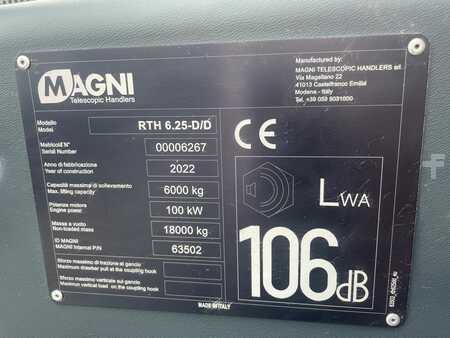 MAGNI
Telescopic Handlers
Manufactured by:
MAGNI TELESCOPIC HANDLERS srl.
Via Magellano 22
41013 Castelfranco Emilia
Modena - Italy
Tel. +39 059 8031000
Modello
Model
RTH 6.25-D/D
Matricola N°
Serial Number
00006267
Anno di fabbricazione
Year of construction
2022
Capacità massima di sollevamento
Max. lifting capacity
6000 kg
Potenza motore
Engine power
100 kW
Massa a vuoto
Non-loaded mass
18000 kg
ID MAGNI
MAGNI Internal P/N
63502
Sforzo massimo di trazione al gancio
Maximum drawbar pull at the coupling hook
Sforzo massimo verticale sul gancio
Maximum vertical load on the coupling hook
CE
LWA
106dB
MADE IN ITALY